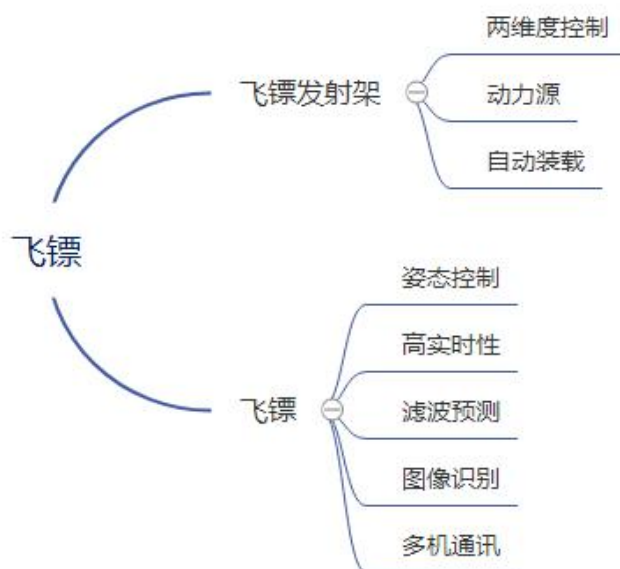 飞镖
飞镖发射架
两维度控制
动力源
自动装载
飞镖
姿态控制
高实时性
滤波预测
图像识别
多机通讯